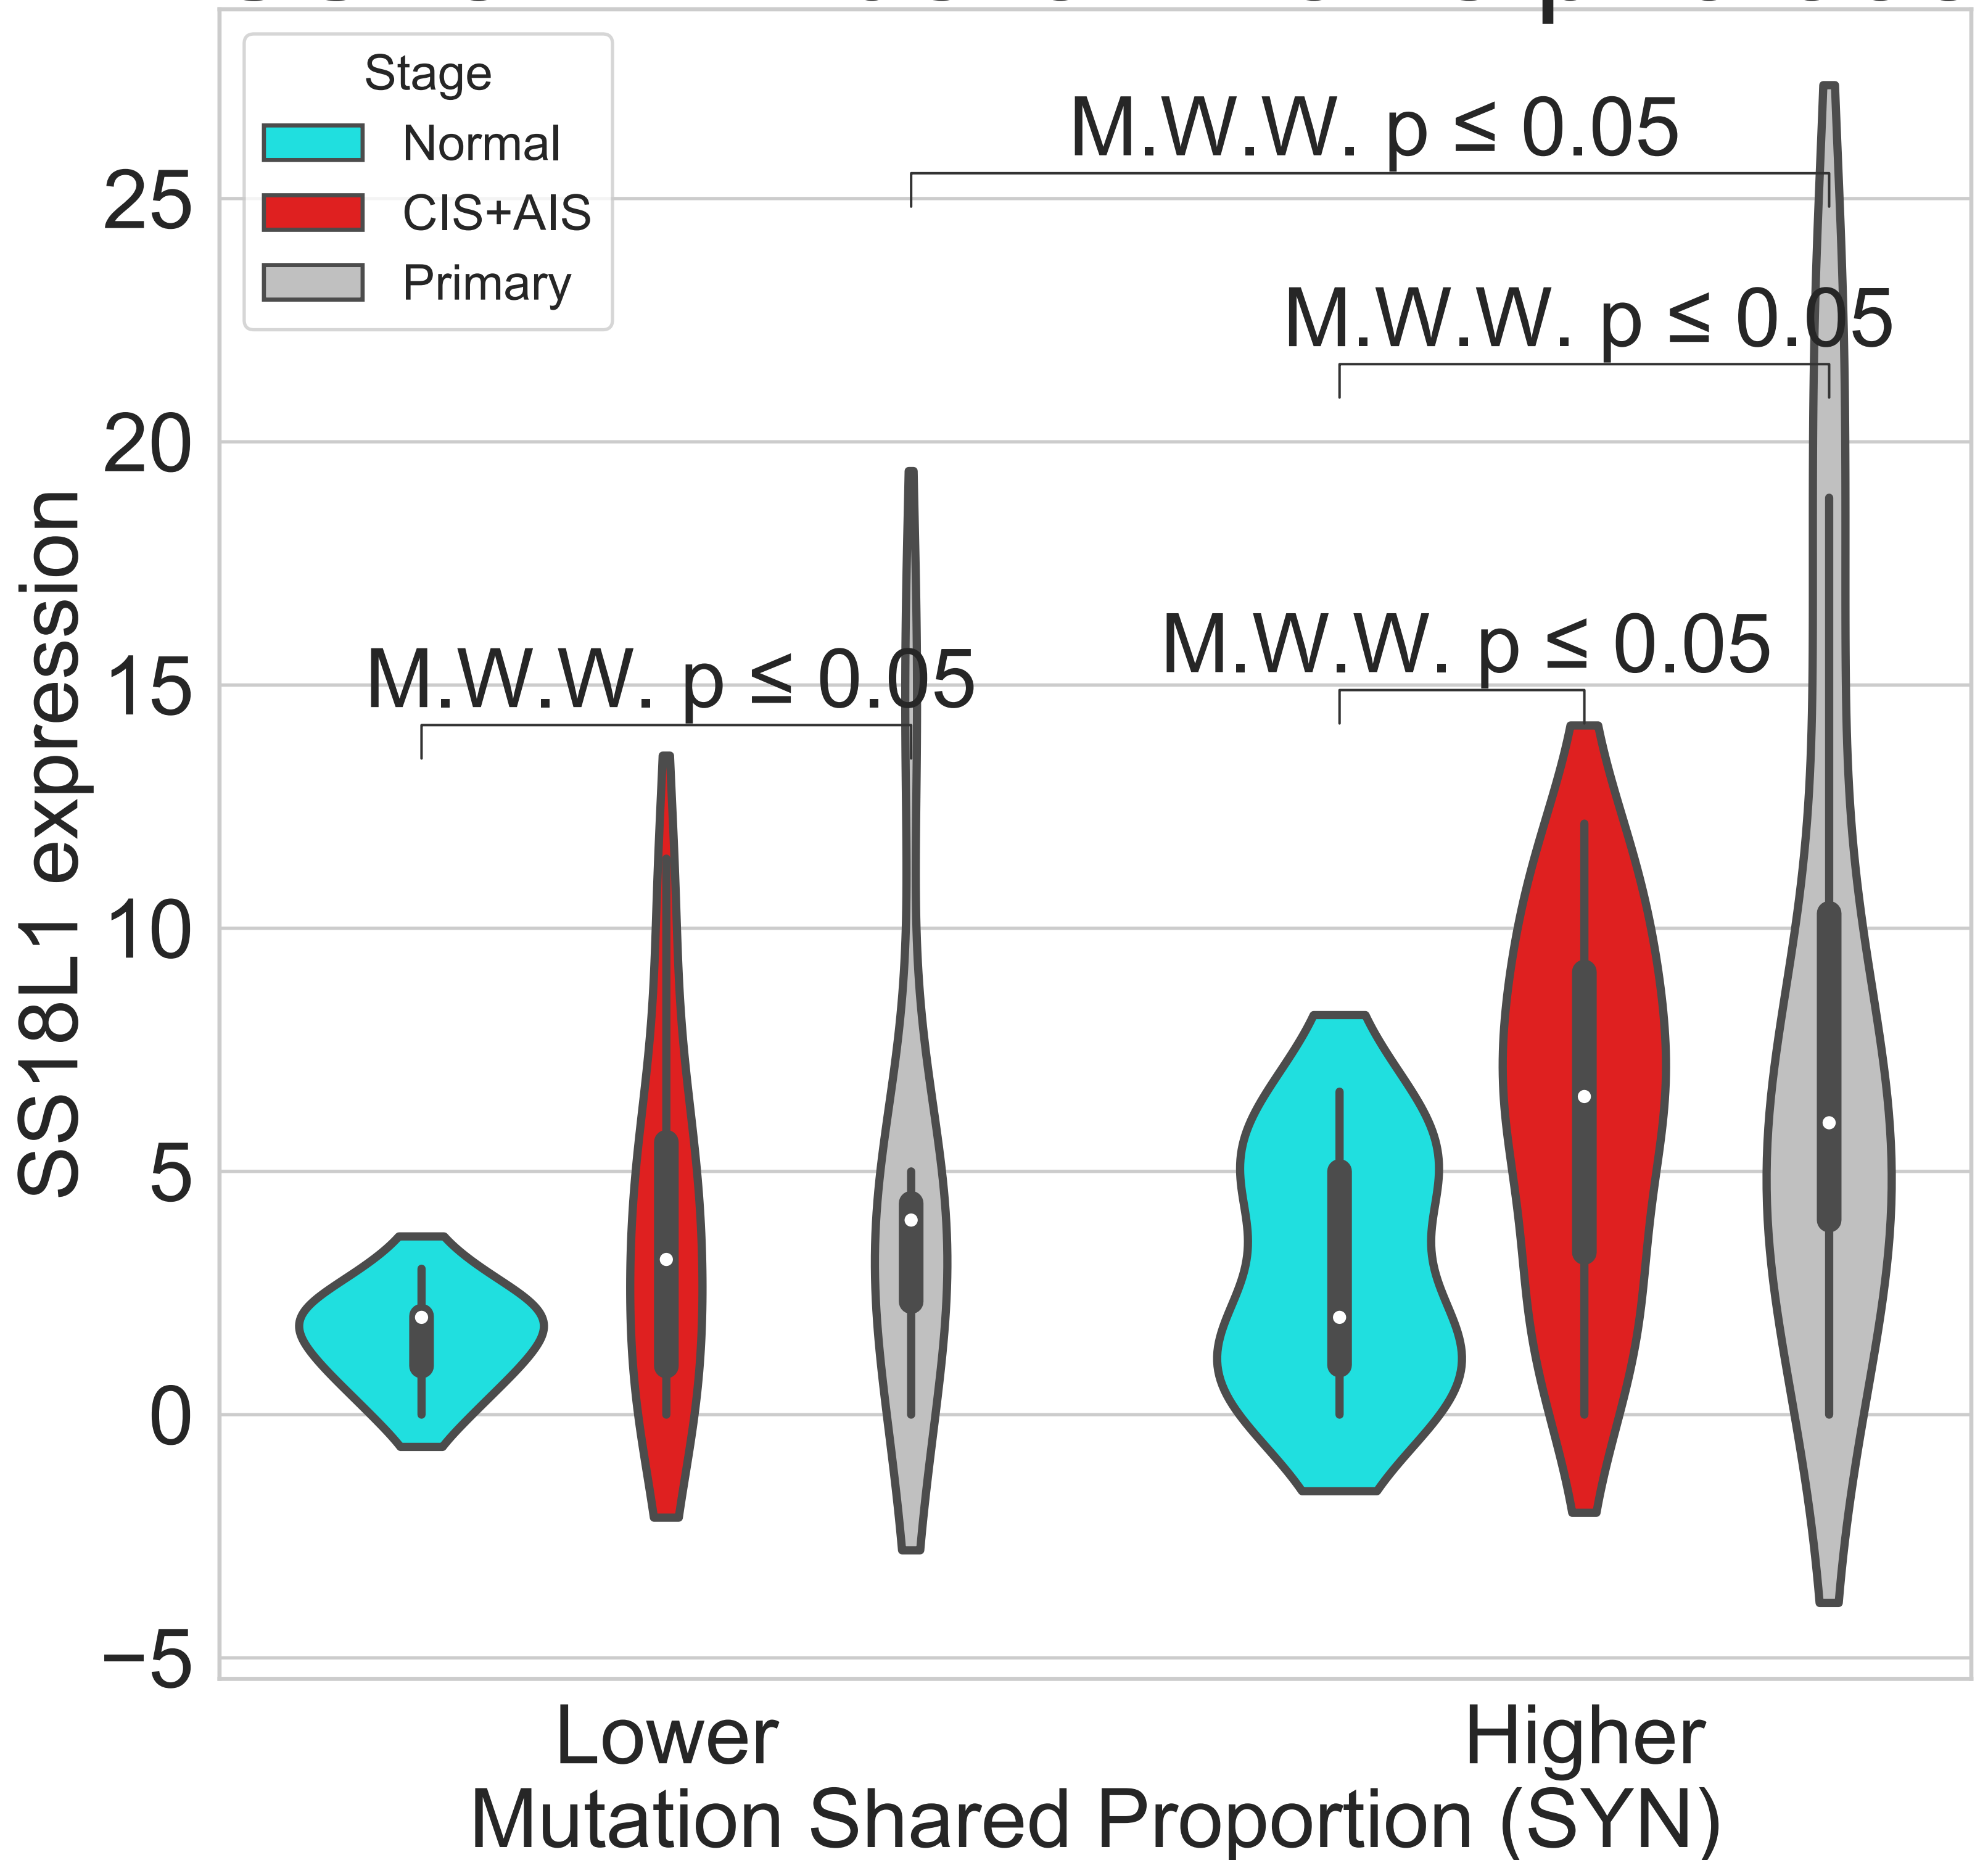 Stage
Normal
CIS+AIS
Primary
M.W.W. p ≤ 0.05
M.W.W. p ≤ 0.05
M.W.W. p ≤ 0.05
M.W.W. p ≤ 0.05
25
20
15
10
5
0
−5
SS18L1 expression
Lower
Higher
Mutation Shared Proportion (SYN)